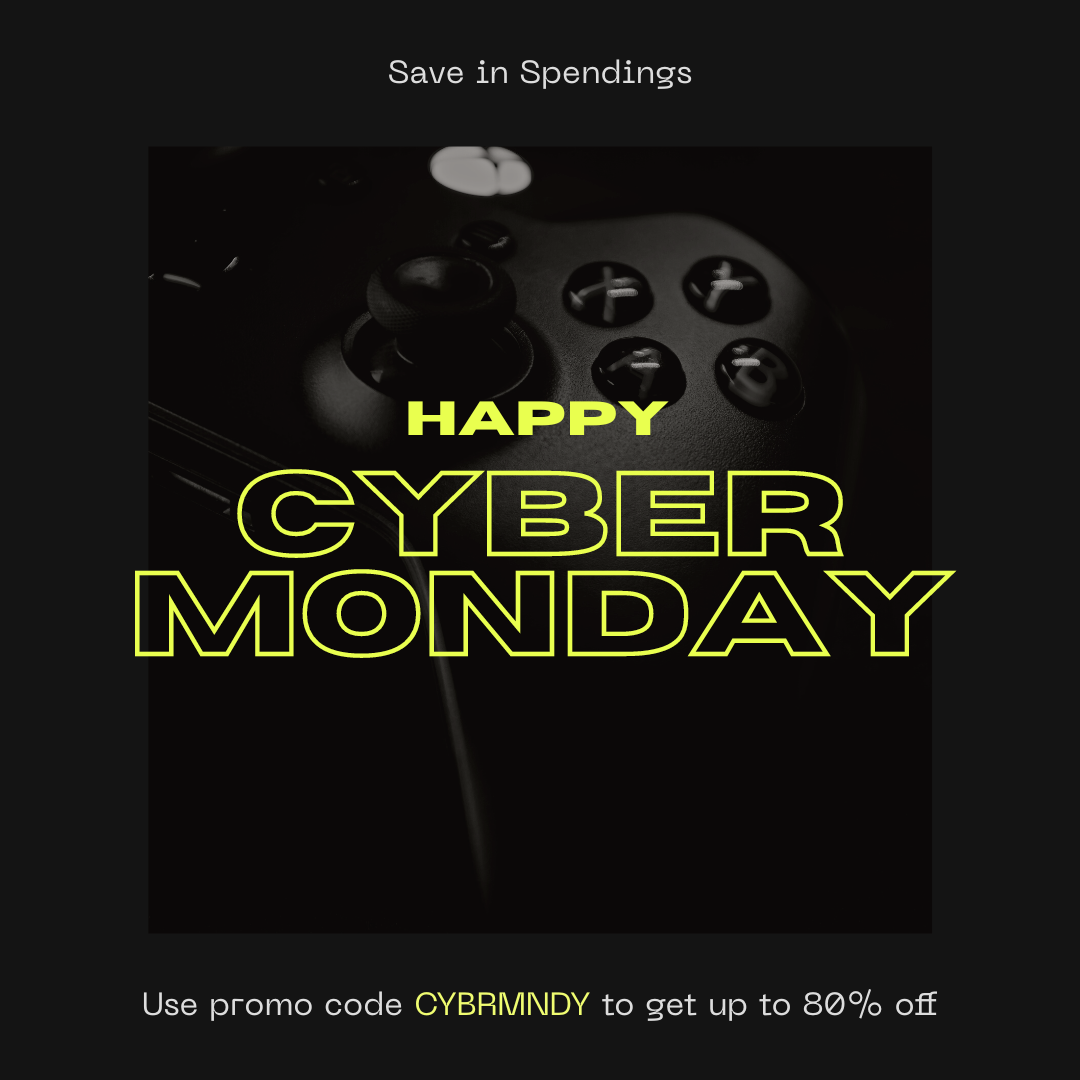 Save in Spendings
X Y
A B
HAPPY
CYBER
MONDAY
Use promo code CYBRMNDY to get up to 80% off